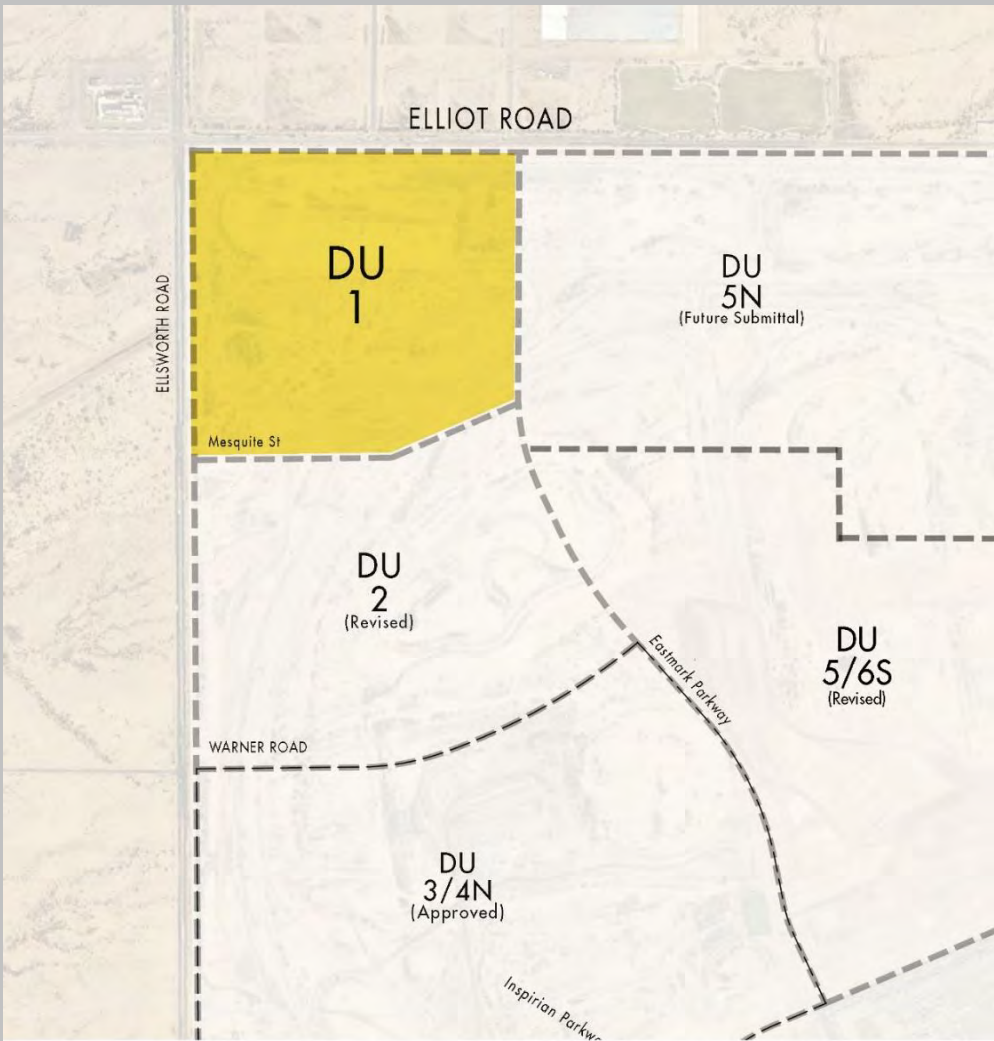 ELLIOT ROAD
DU
1
DU
5N
(Future Submittal)
ELLSWORTH ROAD
Mesquite St
DU
2
(Revised)
DU
5/6S
(Revised)
Eastmark Parkway
WARNER ROAD
DU
3/4N
(Approved)
Inspirian